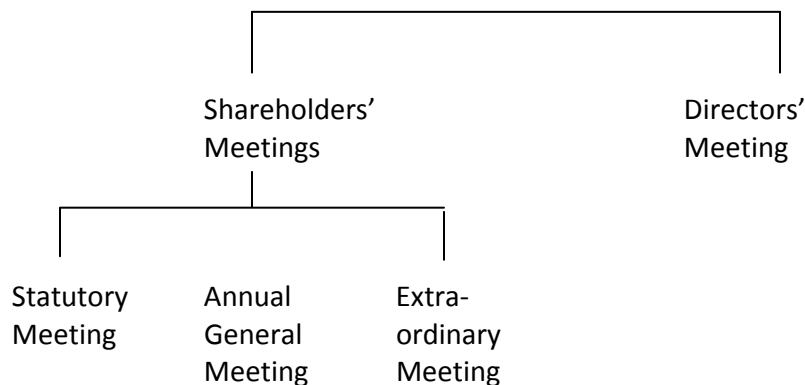 Shareholders’
Meetings
Directors’
Meeting
Statutory
Meeting
Annual
General
Meeting
Extra-
ordinary
Meeting